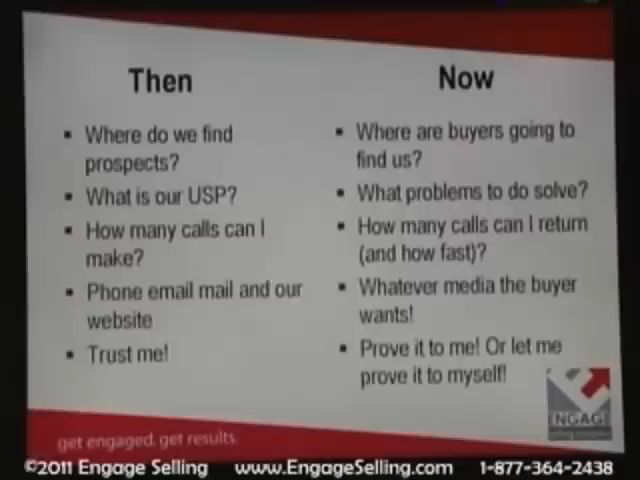 Then
Where do we find
prospects?
What is our USP?
How many calls can I
make?
Phone email mail and our
website
Trust me!
Now
Where are buyers going to
find us?
What problems to do solve?
How many calls can I return
(and how fast)?
Whatever media the buyer
wants!
Prove it to me! Or let me
prove it to myself!
ENGAGE
get engaged. get results.
©2011 Engage Selling www.EngageSelling.com 1-877-364-2438